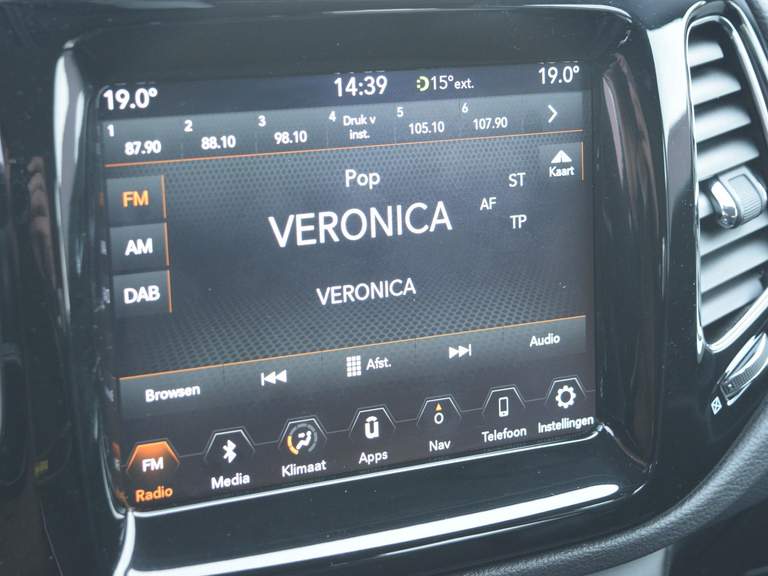 19.0° 14:39 15°ext. 19.0°
1 87.90 2 88.10 3 98.10 4 Druk v inst. 5 105.10 6 107.90
Pop
Kaart
FM
ST
VERONICA
AF
TP
AM
DAB
VERONICA
Browsen Afst. Audio
FM
Radio Media Klimaat Apps Nav Telefoon Instellingen